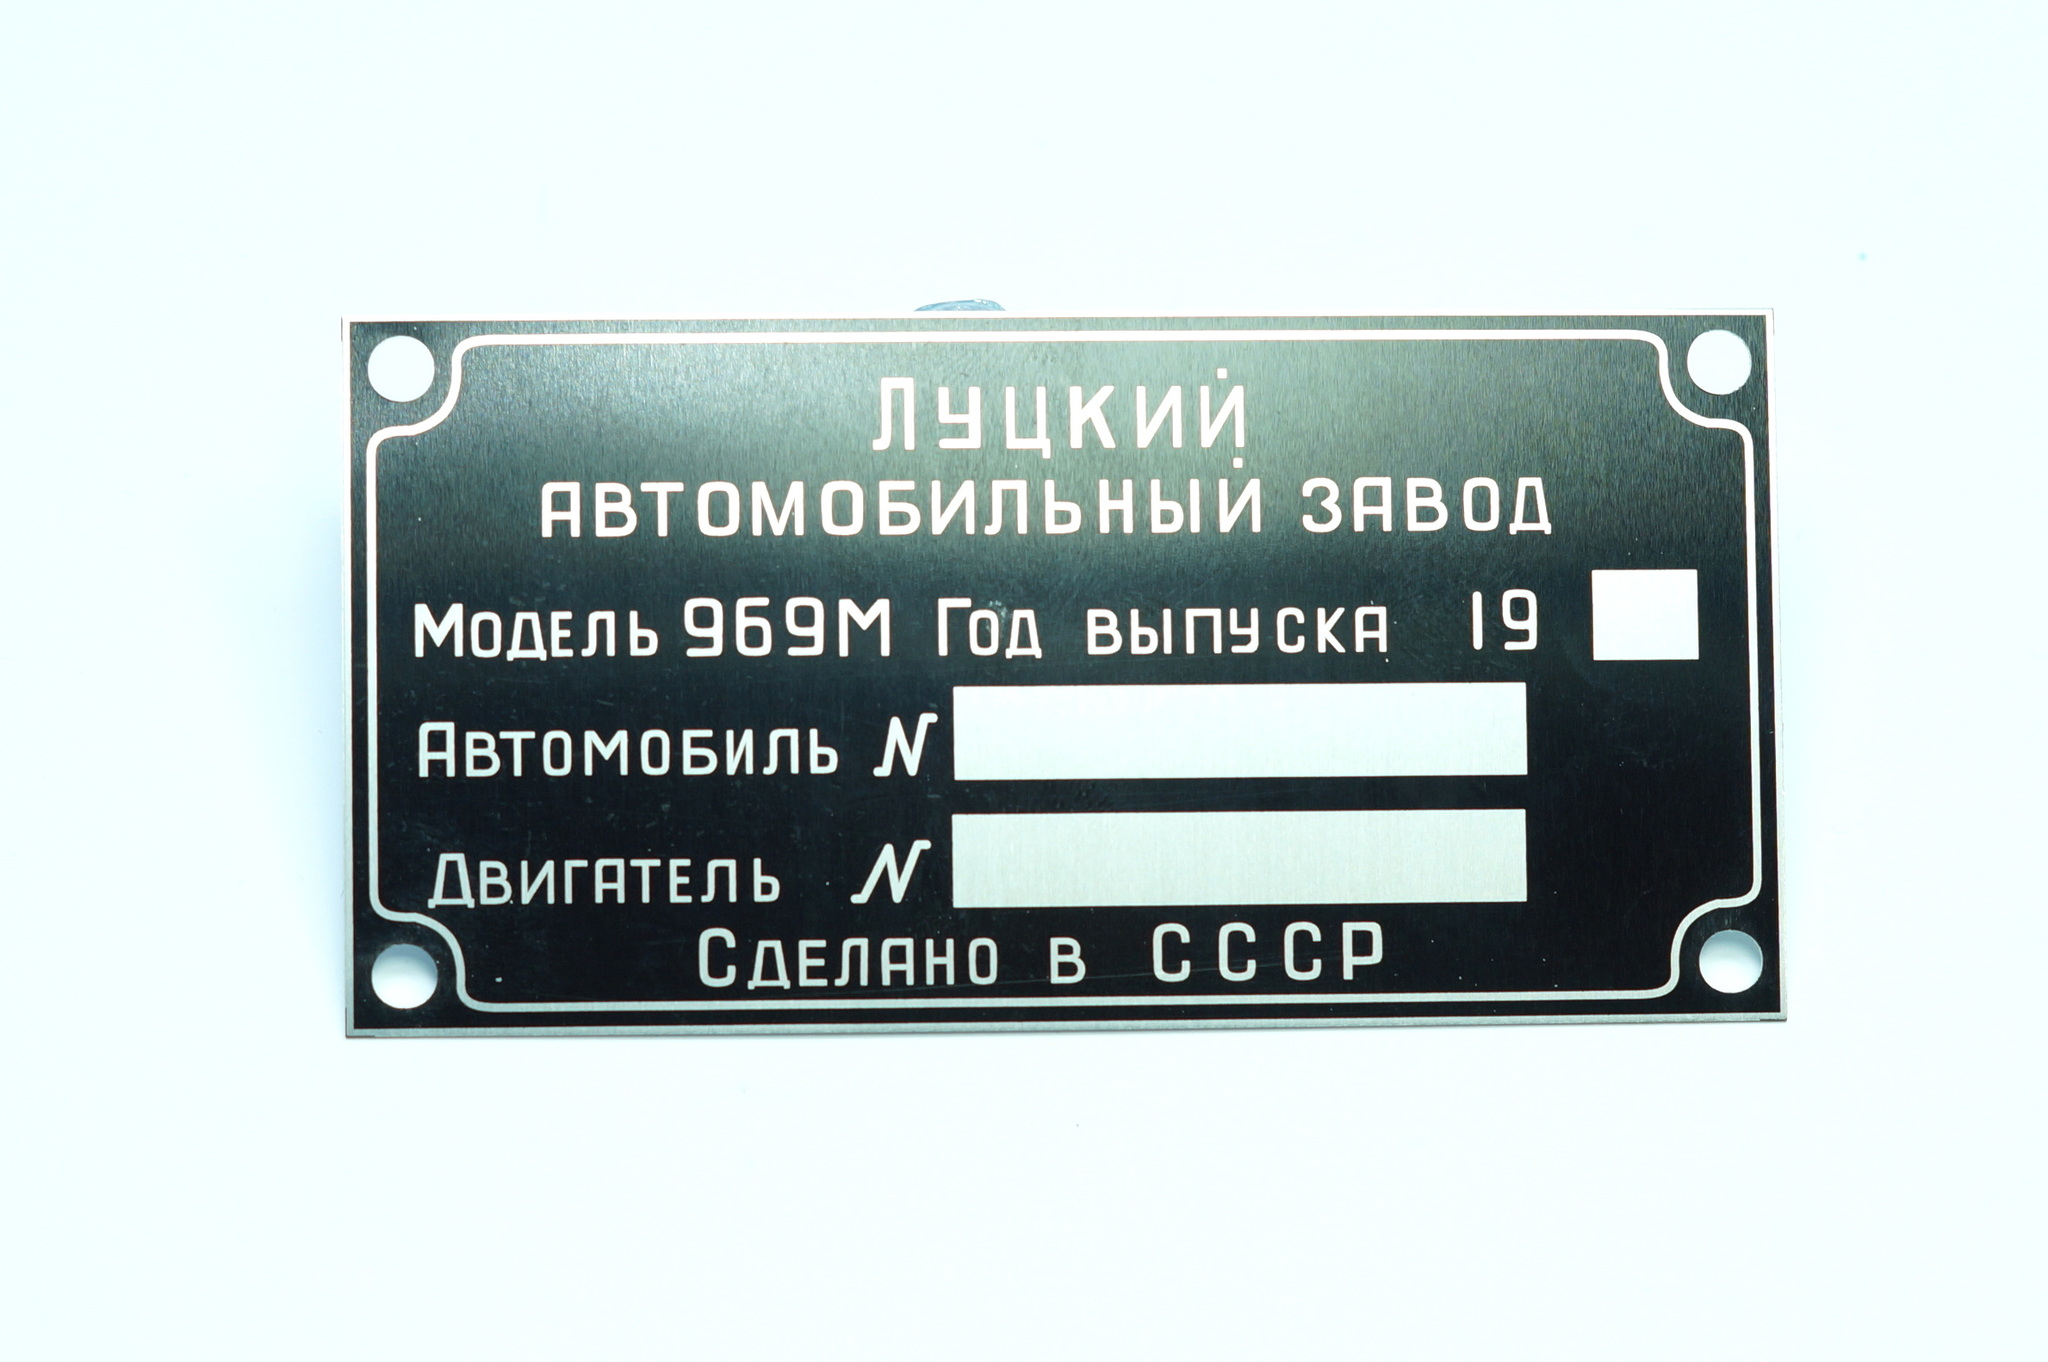 ЛУЦКИЙ
АВТОМОБИЛЬНЫЙ ЗАВОД
МОДЕЛЬ 969М ГОД ВЫПУСКА 19
АВТОМОБИЛЬ N
ДВИГАТЕЛЬ N
СДЕЛАНО В СССР